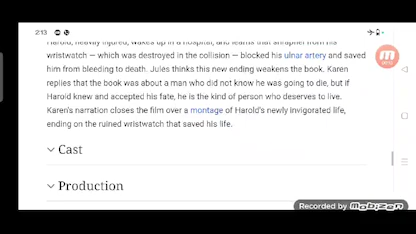 2:13
Harold, heavily injured, wakes up in a hospital, and learns that shrapnel from his
wristwatch — which was destroyed in the collision — blocked his ulnar artery and saved
him from bleeding to death. Jules thinks this new ending weakens the book. Karen
replies that the book was about a man who did not know he was going to die, but if
Harold knew and accepted his fate, he is the kind of person who deserves to live.
Karen's narration closes the film over a montage of Harold's newly invigorated life,
ending on the ruined wristwatch that saved his life.
Cast
Production
Recorded by mobizen